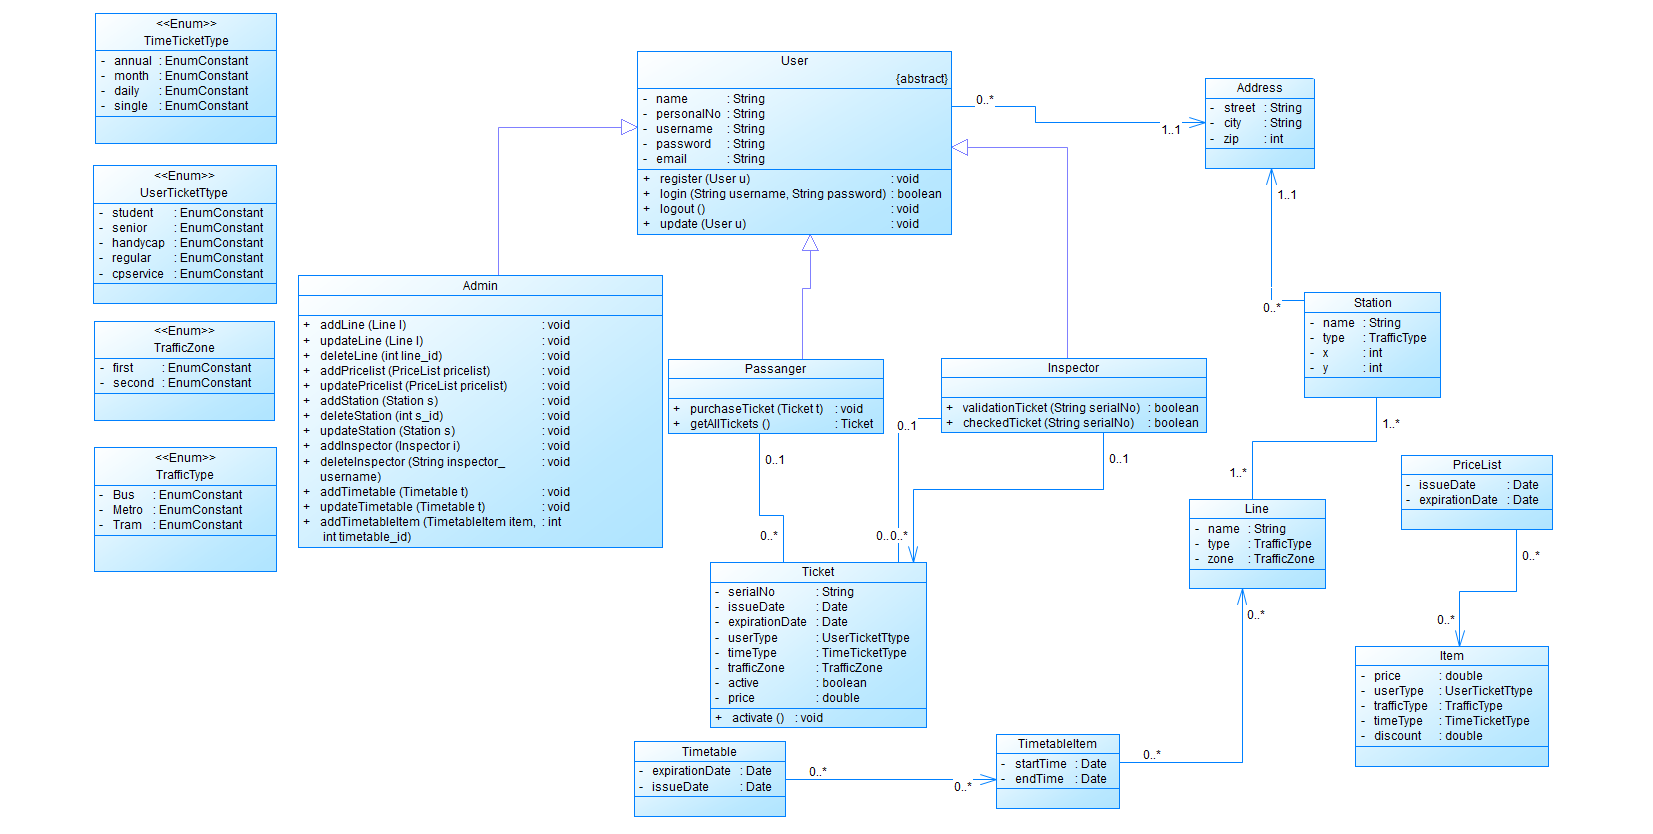 <<Enum>>
TimeTicketType
- annual : EnumConstant
- month : EnumConstant
- daily : EnumConstant
- single : EnumConstant
<<Enum>>
UserTicketTtype
- student : EnumConstant
- senior : EnumConstant
- handycap : EnumConstant
- regular : EnumConstant
- cpservice : EnumConstant
<<Enum>>
TrafficZone
- first : EnumConstant
- second : EnumConstant
<<Enum>>
TrafficType
- Bus : EnumConstant
- Metro : EnumConstant
- Tram : EnumConstant
User
{abstract}
- name : String
- personalNo : String
- username : String
- password : String
- email : String
+ register (User u) : void
+ login (String username, String password) : boolean
+ logout () : void
+ update (User u) : void
0..*
1..1
Address
- street : String
- city : String
- zip : int
1..1
0..*
Admin
+ addLine (Line l) : void
+ updateLine (Line l) : void
+ deleteLine (int line_id) : void
+ addPricelist (PriceList pricelist) : void
+ updatePricelist (PriceList pricelist) : void
+ addStation (Station s) : void
+ deleteStation (int s_id) : void
+ updateStation (Station s) : void
+ addInspector (Inspector i) : void
+ deleteInspector (String inspector_ : void
username)
+ addTimetable (Timetable t) : void
+ updateTimetable (Timetable t) : void
+ addTimetableItem (TimetableItem item, : int
int timetable_id)
Passanger
+ purchaseTicket (Ticket t) : void
+ getAllTickets () : Ticket
0..1
0..*
Inspector
+ validationTicket (String serialNo) : boolean
+ checkedTicket (String serialNo) : boolean
0..1
0..1
0..*
0..*
Station
- name : String
- type : TrafficType
- x : int
- y : int
1..*
1..*
Line
- name : String
- type : TrafficType
- zone : TrafficZone
0..*
PriceList
- issueDate : Date
- expirationDate : Date
0..*
0..*
Item
- price : double
- userType : UserTicketTtype
- trafficType : TrafficType
- timeType : TimeTicketType
- discount : double
Ticket
- serialNo : String
- issueDate : Date
- expirationDate : Date
- userType : UserTicketTtype
- timeType : TimeTicketType
- trafficZone : TrafficZone
- active : boolean
- price : double
+ activate () : void
Timetable
- expirationDate : Date
- issueDate : Date
0..*
0..*
TimetableItem
- startTime : Date
- endTime : Date
0..*